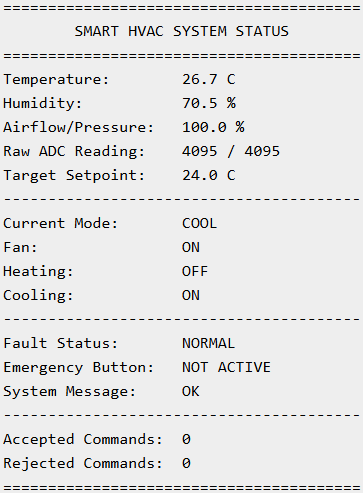 ========================================
SMART HVAC SYSTEM STATUS
========================================
Temperature: 26.7 C
Humidity: 70.5 %
Airflow/Pressure: 100.0 %
Raw ADC Reading: 4095 / 4095
Target Setpoint: 24.0 C
----------------------------------------
Current Mode: COOL
Fan: ON
Heating: OFF
Cooling: ON
----------------------------------------
Fault Status: NORMAL
Emergency Button: NOT ACTIVE
System Message: OK
----------------------------------------
Accepted Commands: 0
Rejected Commands: 0
========================================